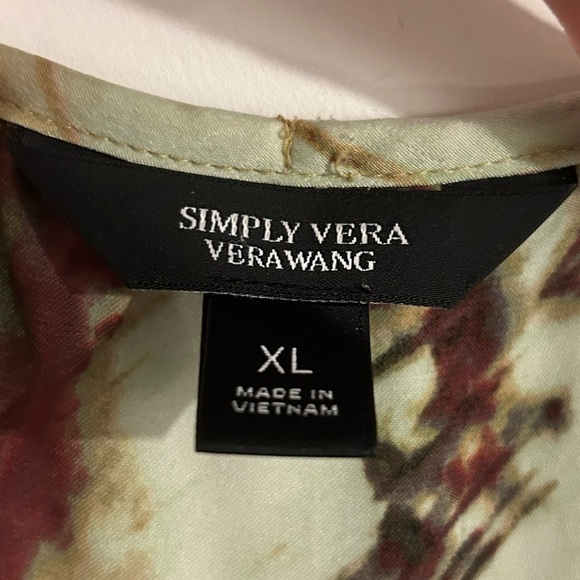 SIMPLY VERA
VERAWANG
XL
MADE IN
VIETNAM